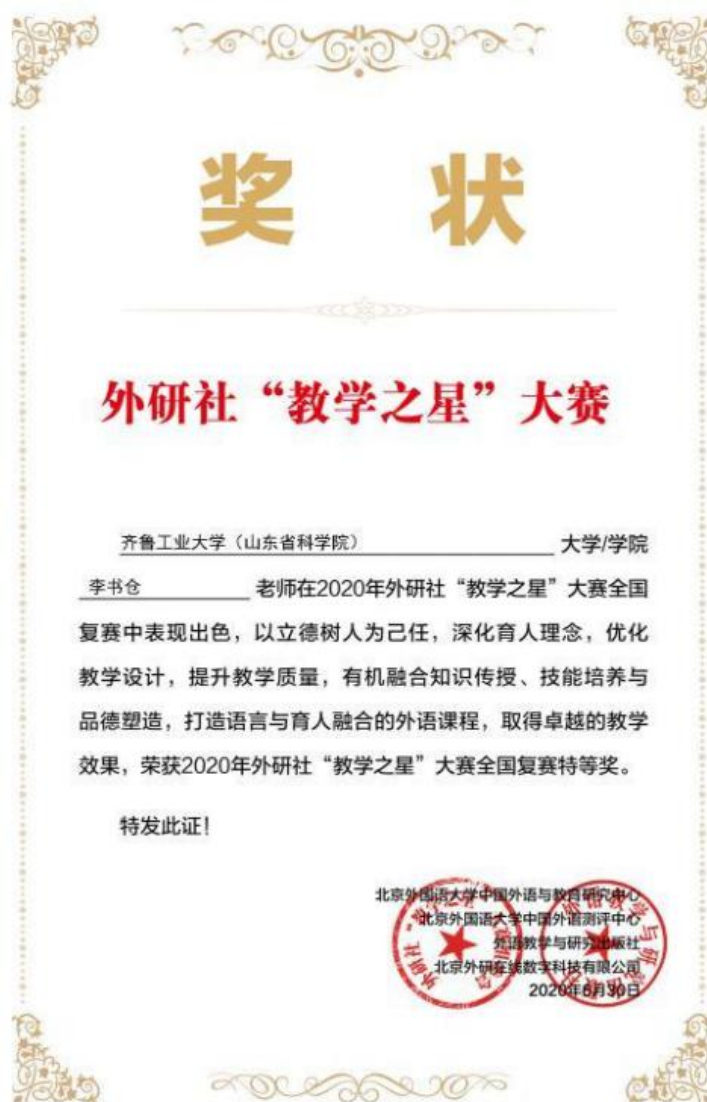 奖 状
外研社“教学之星”大赛
齐鲁工业大学（山东省科学院） 大学/学院
李书仓 老师在2020年外研社“教学之星”大赛全国
复赛中表现出色，以立德树人为己任，深化育人理念，优化
教学设计，提升教学质量，有机融合知识传授、技能培养与
品德塑造，打造语言与育人融合的外语课程，取得卓越的教学
效果，荣获2020年外研社“教学之星”大赛全国复赛特等奖。
特发此证！
北京外国语大学中国外语与教育研究中心
北京外国语大学中国外语测评中心
外语教学与研究出版社
北京外研在线数字科技有限公司
2020年6月30日